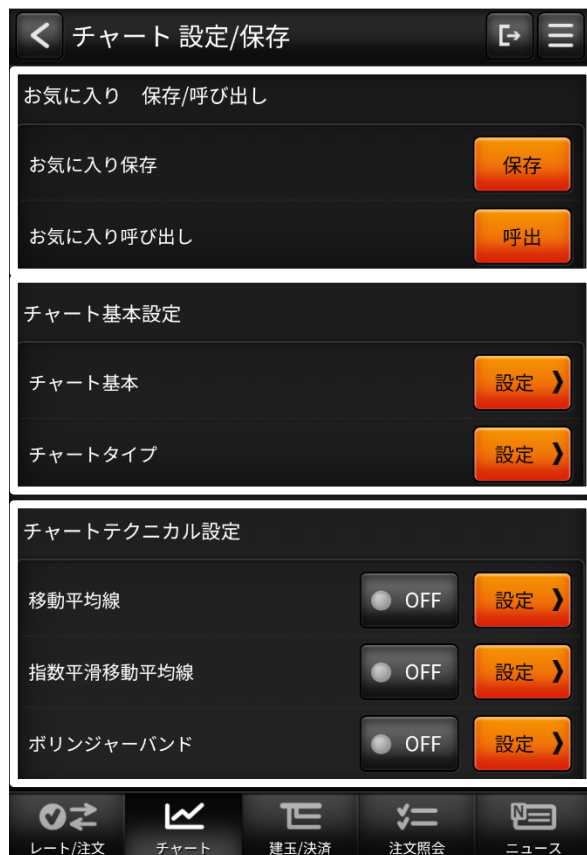 チャート 設定/保存
お気に入り　保存/呼び出し
お気に入り保存 保存
お気に入り呼び出し 呼出
チャート基本設定
チャート基本 設定 ❯
チャートタイプ 設定 ❯
チャートテクニカル設定
移動平均線 OFF 設定 ❯
指数平滑移動平均線 OFF 設定 ❯
ボリンジャーバンド OFF 設定 ❯
N
レート/注文 チャート 建玉/決済 注文照会 ニュース